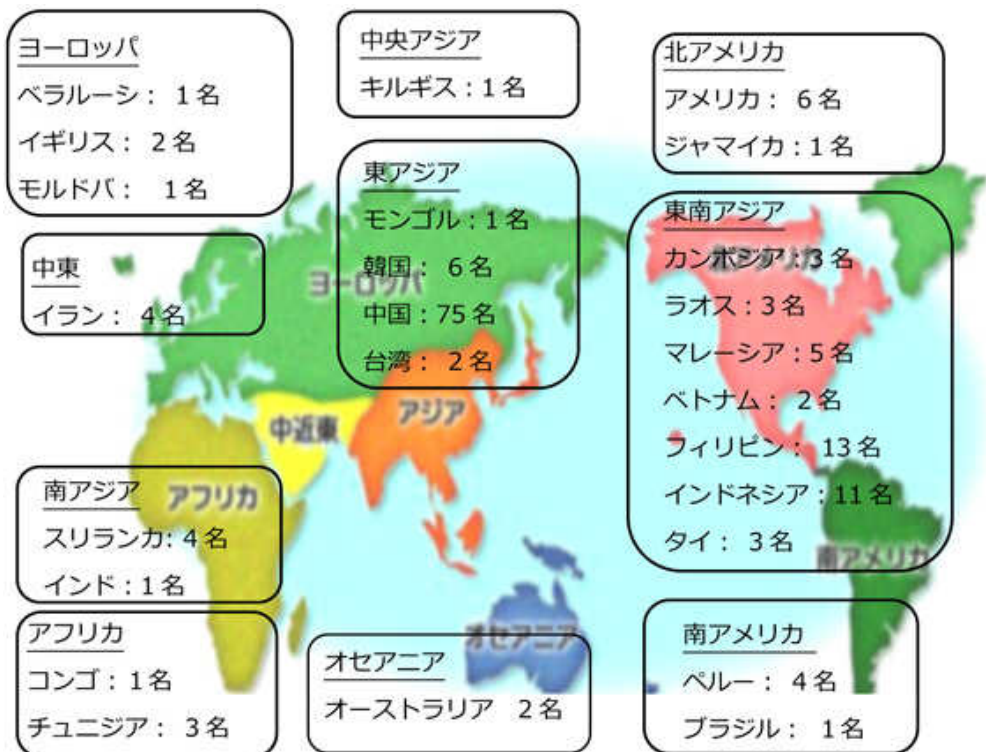 ヨーロッパ
ベラルーシ： 1名
イギリス： 2名
モルドバ： 1名
中央アジア
キルギス：1名
北アメリカ
アメリカ： 6名
ジャマイカ：1名
中東
イラン： 4名
東アジア
モンゴル：1名
韓国： 6名
中国：75名
台湾： 2名
東南アジア
カンボジア：3名
ラオス：3名
マレーシア：5名
ベトナム： 2名
フィリピン： 13名
インドネシア：11名
タイ： 3名
南アジア
スリランカ: 4名
インド：1名
アフリカ
コンゴ：1名
チュニジア： 3名
オセアニア
オーストラリア 2名
南アメリカ
ペルー： 4名
ブラジル： 1名
ヨーロッパ
中近東
アジア
アフリカ
オセアニア
北アメリカ
南アメリカ